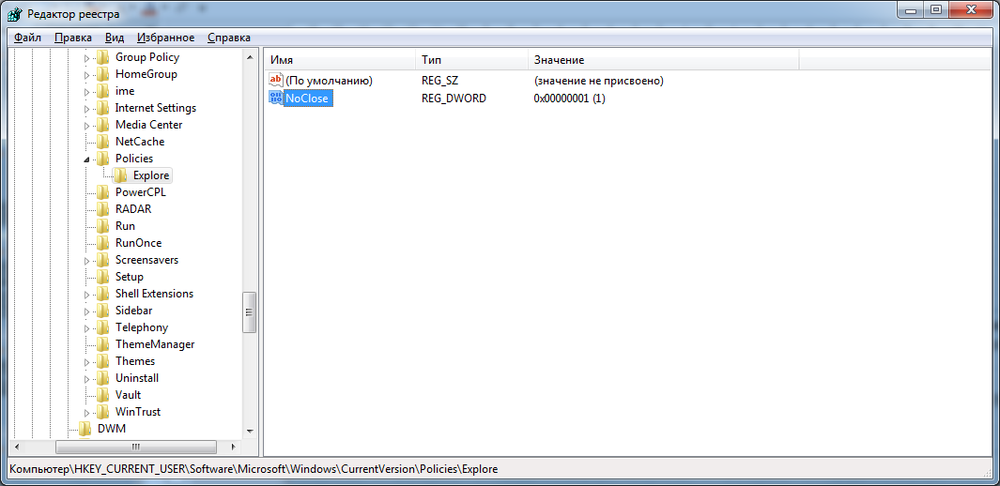 Редактор реестра
Файл Правка Вид Избранное Справка
Group Policy
HomeGroup
ime
Internet Settings
Media Center
NetCache
Policies
Explore
PowerCPL
RADAR
Run
RunOnce
Screensavers
Setup
Shell Extensions
Sidebar
Telephony
ThemeManager
Themes
Uninstall
Vault
WinTrust
DWM
Имя Тип Значение
(По умолчанию) REG_SZ (значение не присвоено)
NoClose REG_DWORD 0x00000001 (1)
Компьютер\HKEY_CURRENT_USER\Software\Microsoft\Windows\CurrentVersion\Policies\Explore